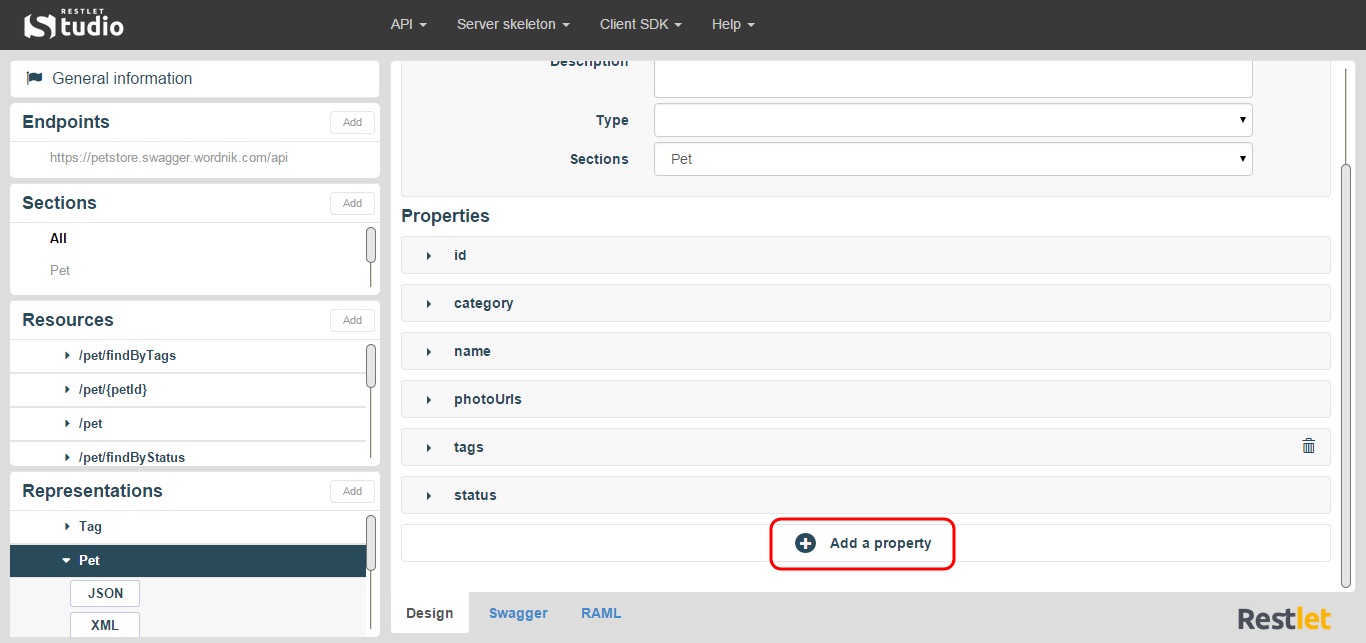 RESTLET
Studio
API
Server skeleton
Client SDK
Help
General information
Endpoints
Add
https://petstore.swagger.wordnik.com/api
Sections
Add
All
Pet
Resources
Add
/pet/findByTags
/pet/{petId}
/pet
/pet/findByStatus
Representations
Add
Tag
Pet
JSON
XML
Description
Type
Sections
Pet
Properties
id
category
name
photoUrls
tags
status
Add a property
Design
Swagger
RAML
Restlet